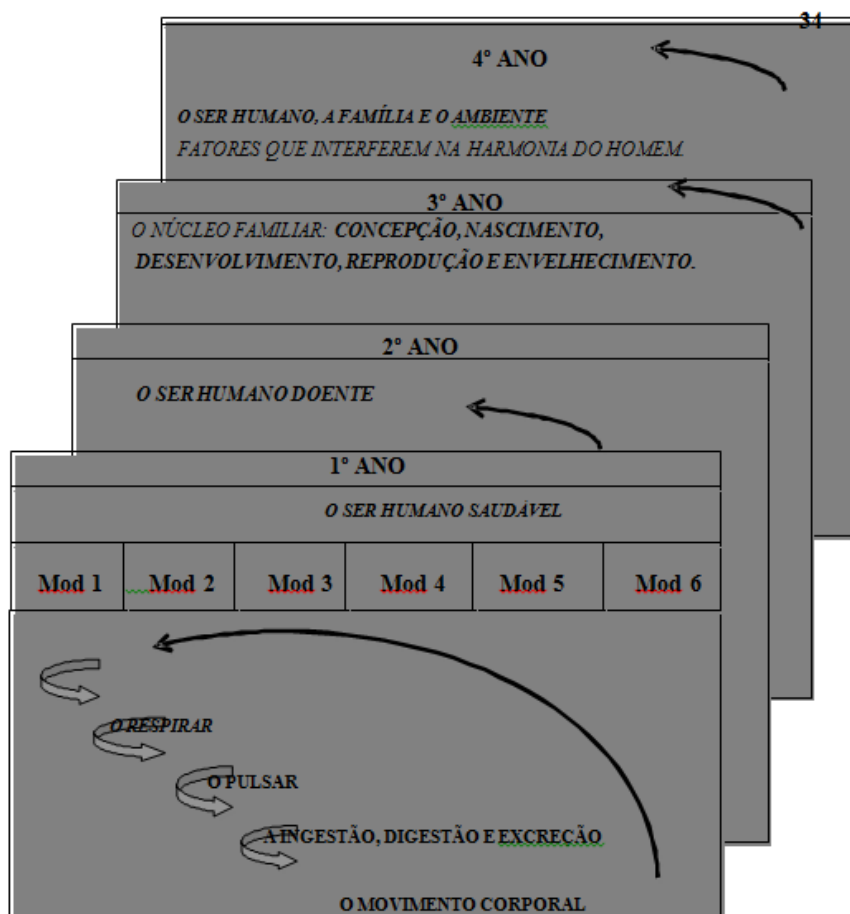 34
4º ANO
O SER HUMANO, A FAMÍLIA E O AMBIENTE
FATORES QUE INTERFEREM NA HARMONIA DO HOMEM.
3º ANO
O NÚCLEO FAMILIAR: CONCEPÇÃO, NASCIMENTO,
DESENVOLVIMENTO, REPRODUÇÃO E ENVELHECIMENTO.
2º ANO
O SER HUMANO DOENTE
1º ANO
O SER HUMANO SAUDÁVEL
Mod 1 Mod 2 Mod 3 Mod 4 Mod 5 Mod 6
O RESPIRAR
O PULSAR
A INGESTÃO, DIGESTÃO E EXCREÇÃO
O MOVIMENTO CORPORAL